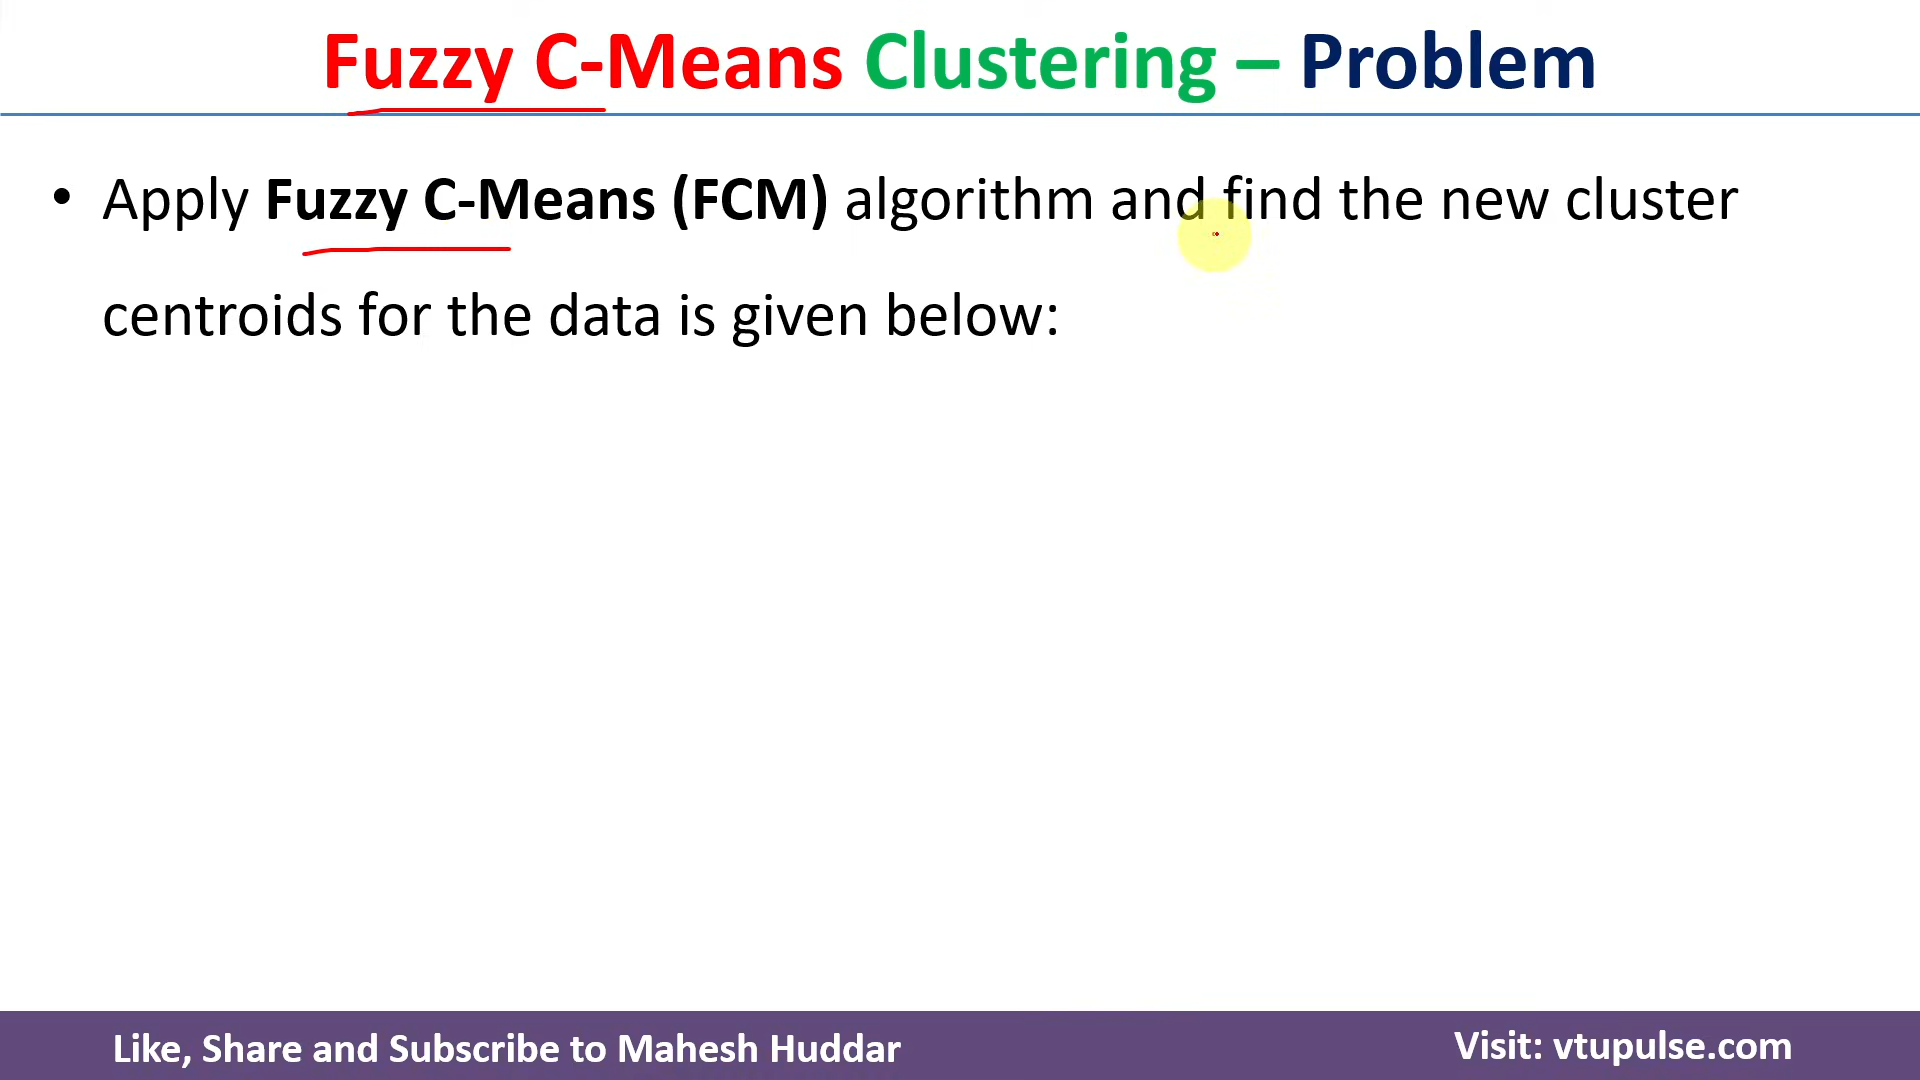 Fuzzy C-Means Clustering – Problem
• Apply Fuzzy C-Means (FCM) algorithm and find the new cluster
centroids for the data is given below:
Like, Share and Subscribe to Mahesh Huddar
Visit: vtupulse.com